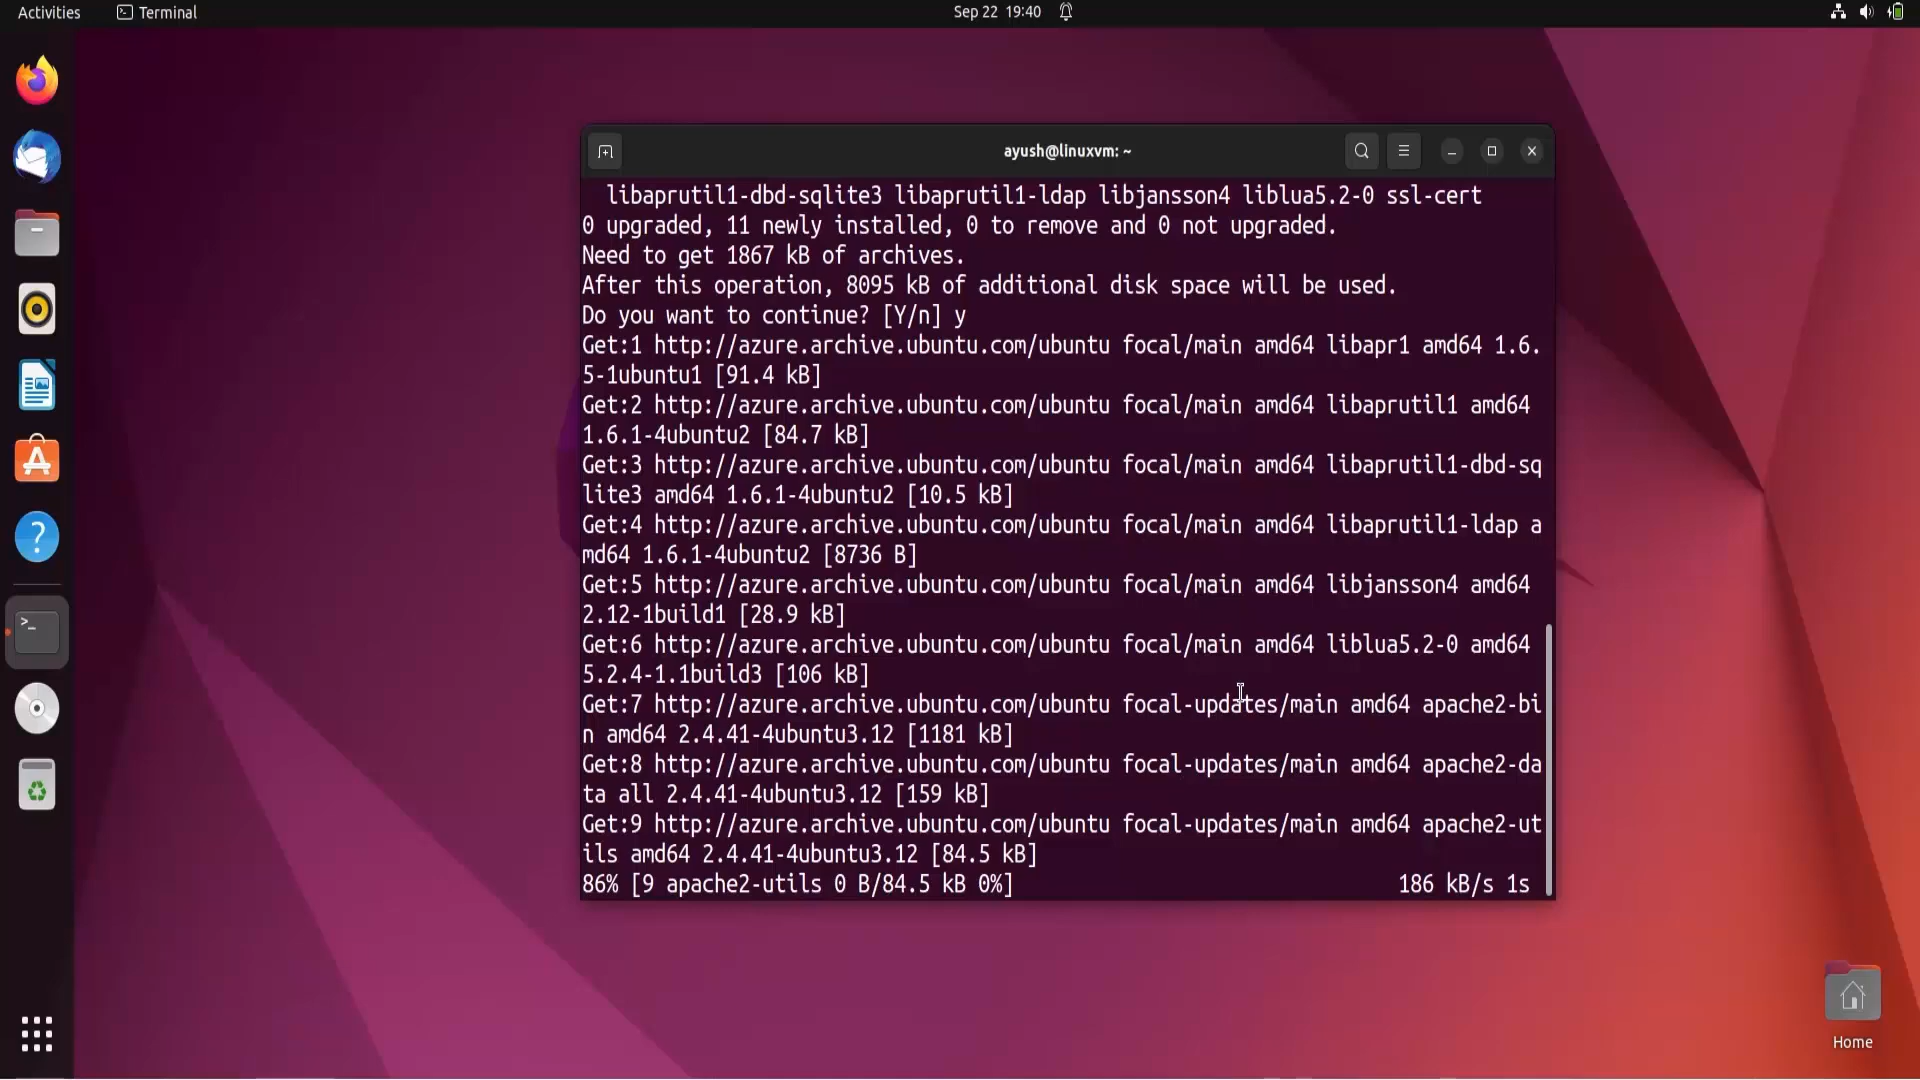 Activities Terminal Sep 22 19:40
ayush@linuxvm: ~
libaprutil1-dbd-sqlite3 libaprutil1-ldap libjansson4 liblua5.2-0 ssl-cert
0 upgraded, 11 newly installed, 0 to remove and 0 not upgraded.
Need to get 1867 kB of archives.
After this operation, 8095 kB of additional disk space will be used.
Do you want to continue? [Y/n] y
Get:1 http://azure.archive.ubuntu.com/ubuntu focal/main amd64 libapr1 amd64 1.6.
5-1ubuntu1 [91.4 kB]
Get:2 http://azure.archive.ubuntu.com/ubuntu focal/main amd64 libaprutil1 amd64
1.6.1-4ubuntu2 [84.7 kB]
Get:3 http://azure.archive.ubuntu.com/ubuntu focal/main amd64 libaprutil1-dbd-sq
lite3 amd64 1.6.1-4ubuntu2 [10.5 kB]
Get:4 http://azure.archive.ubuntu.com/ubuntu focal/main amd64 libaprutil1-ldap a
md64 1.6.1-4ubuntu2 [8736 B]
Get:5 http://azure.archive.ubuntu.com/ubuntu focal/main amd64 libjansson4 amd64
2.12-1build1 [28.9 kB]
Get:6 http://azure.archive.ubuntu.com/ubuntu focal/main amd64 liblua5.2-0 amd64
5.2.4-1.1build3 [106 kB]
Get:7 http://azure.archive.ubuntu.com/ubuntu focal-updates/main amd64 apache2-bi
n amd64 2.4.41-4ubuntu3.12 [1181 kB]
Get:8 http://azure.archive.ubuntu.com/ubuntu focal-updates/main amd64 apache2-da
ta all 2.4.41-4ubuntu3.12 [159 kB]
Get:9 http://azure.archive.ubuntu.com/ubuntu focal-updates/main amd64 apache2-ut
ils amd64 2.4.41-4ubuntu3.12 [84.5 kB]
86% [9 apache2-utils 0 B/84.5 kB 0%] 186 kB/s 1s
Home